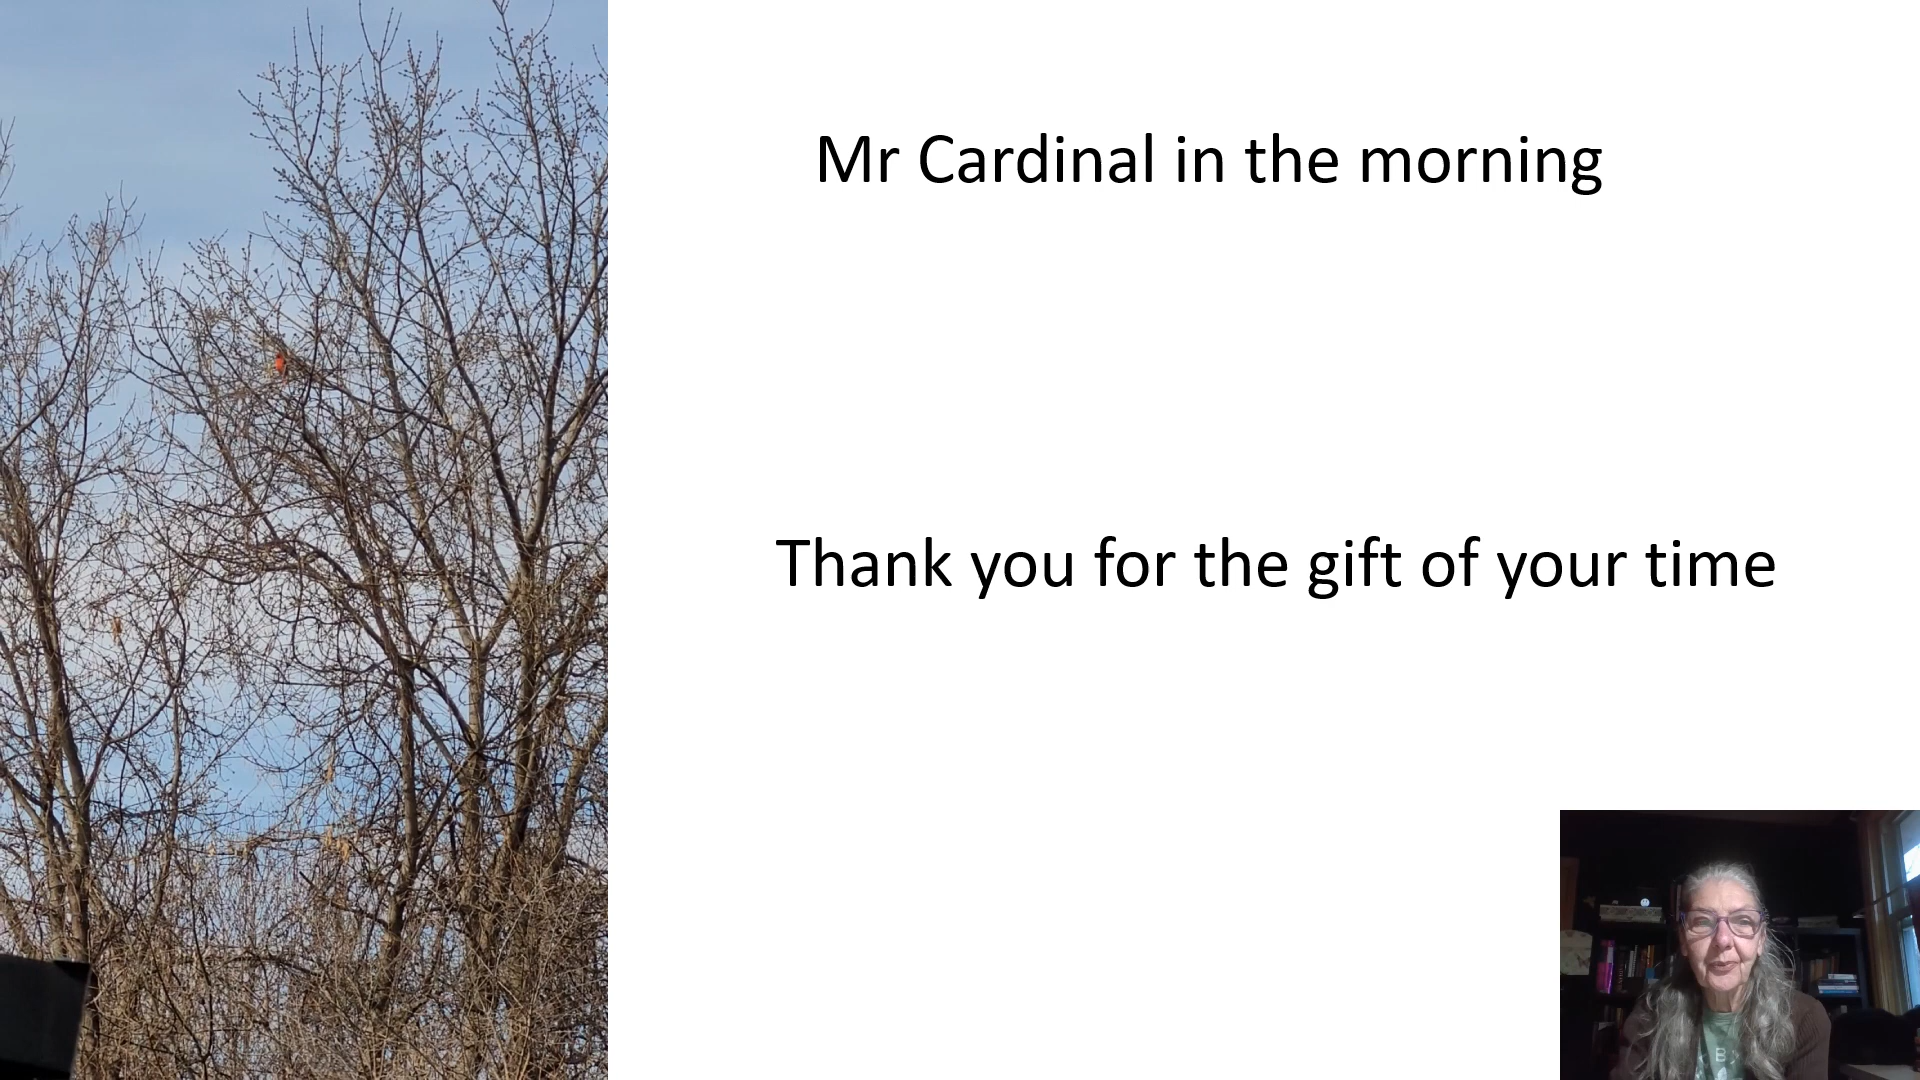 Mr Cardinal in the morning
Thank you for the gift of your time